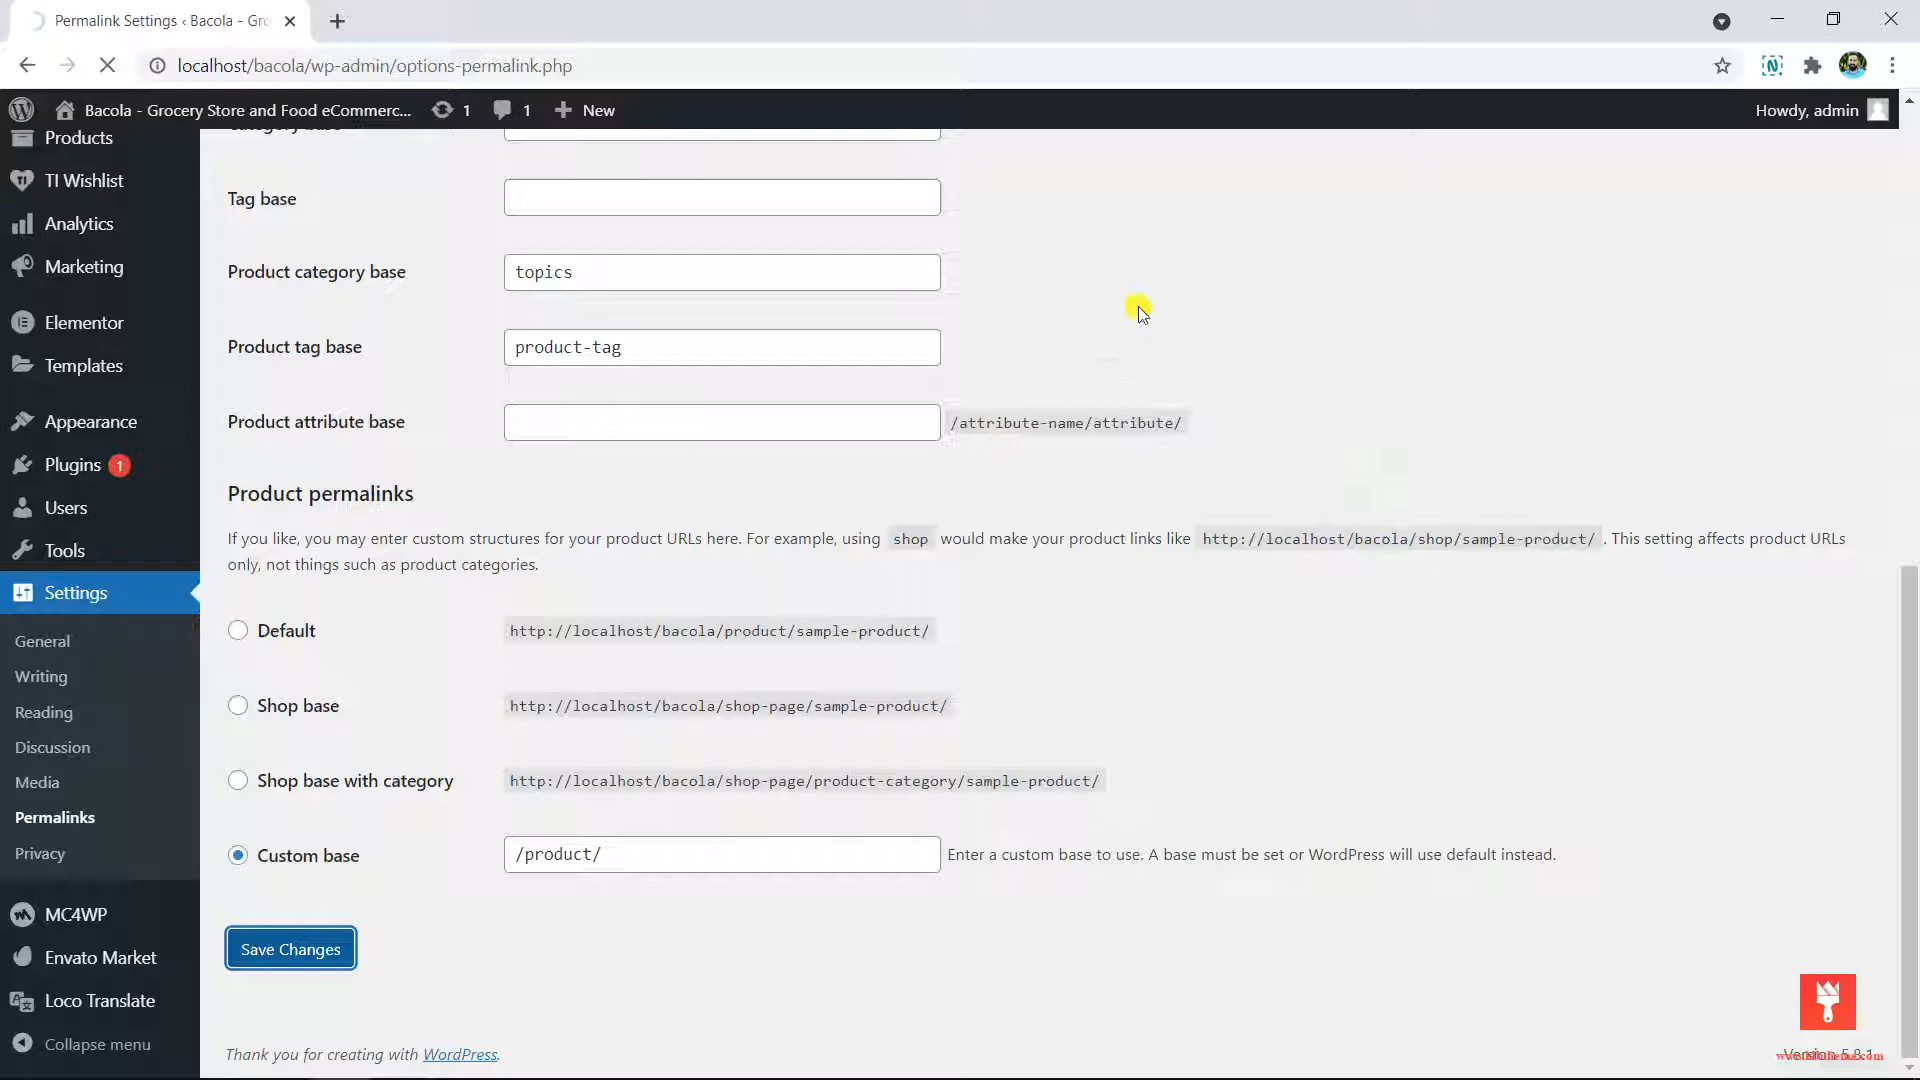 Permalink Settings ‹ Bacola - Gro
localhost/bacola/wp-admin/options-permalink.php
Bacola - Grocery Store and Food eCommerc... 1 1 New
Howdy, admin
Products
TI Wishlist
Analytics
Marketing
Elementor
Templates
Appearance
Plugins 1
Users
Tools
Settings
General
Writing
Reading
Discussion
Media
Permalinks
Privacy
MC4WP
Envato Market
Loco Translate
Collapse menu
Category base
Tag base
Product category base topics
Product tag base product-tag
Product attribute base /attribute-name/attribute/
Product permalinks
If you like, you may enter custom structures for your product URLs here. For example, using shop would make your product links like http://localhost/bacola/shop/sample-product/ . This setting affects product URLs
only, not things such as product categories.
Default http://localhost/bacola/product/sample-product/
Shop base http://localhost/bacola/shop-page/sample-product/
Shop base with category http://localhost/bacola/shop-page/product-category/sample-product/
Custom base /product/ Enter a custom base to use. A base must be set or WordPress will use default instead.
Save Changes
Thank you for creating with WordPress.
Version 5.8.1